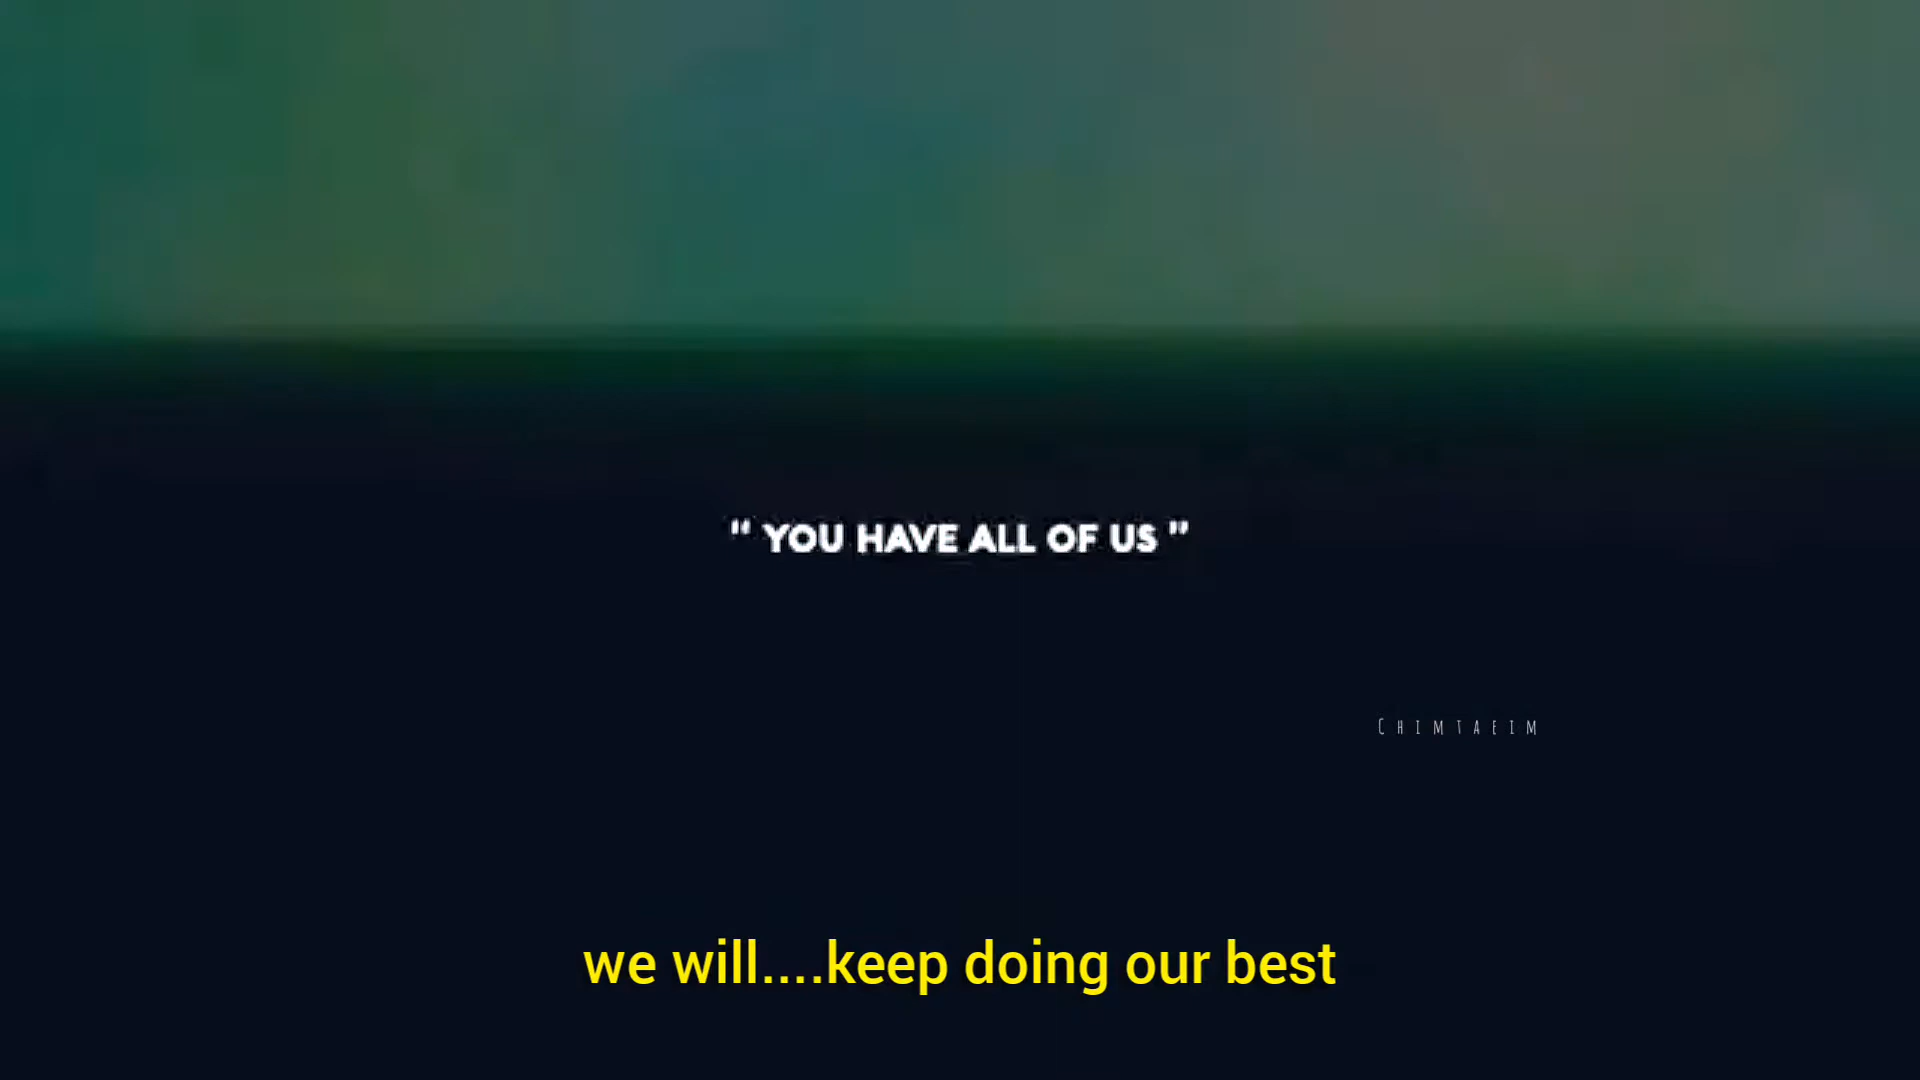 " YOU HAVE ALL OF US "
CHIMTAEIM
we will....keep doing our best